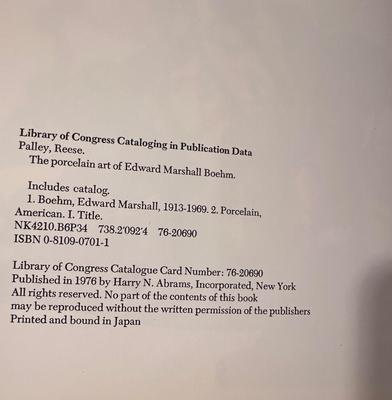 Library of Congress Cataloging in Publication Data
Palley, Reese.
The porcelain art of Edward Marshall Boehm.
Includes catalog.
1. Boehm, Edward Marshall, 1913-1969. 2. Porcelain,
American. I. Title.
NK4210.B6P34 738.2'092'4 76-20690
ISBN 0-8109-0701-1
Library of Congress Catalogue Card Number: 76-20690
Published in 1976 by Harry N. Abrams, Incorporated, New York
All rights reserved. No part of the contents of this book
may be reproduced without the written permission of the publishers
Printed and bound in Japan